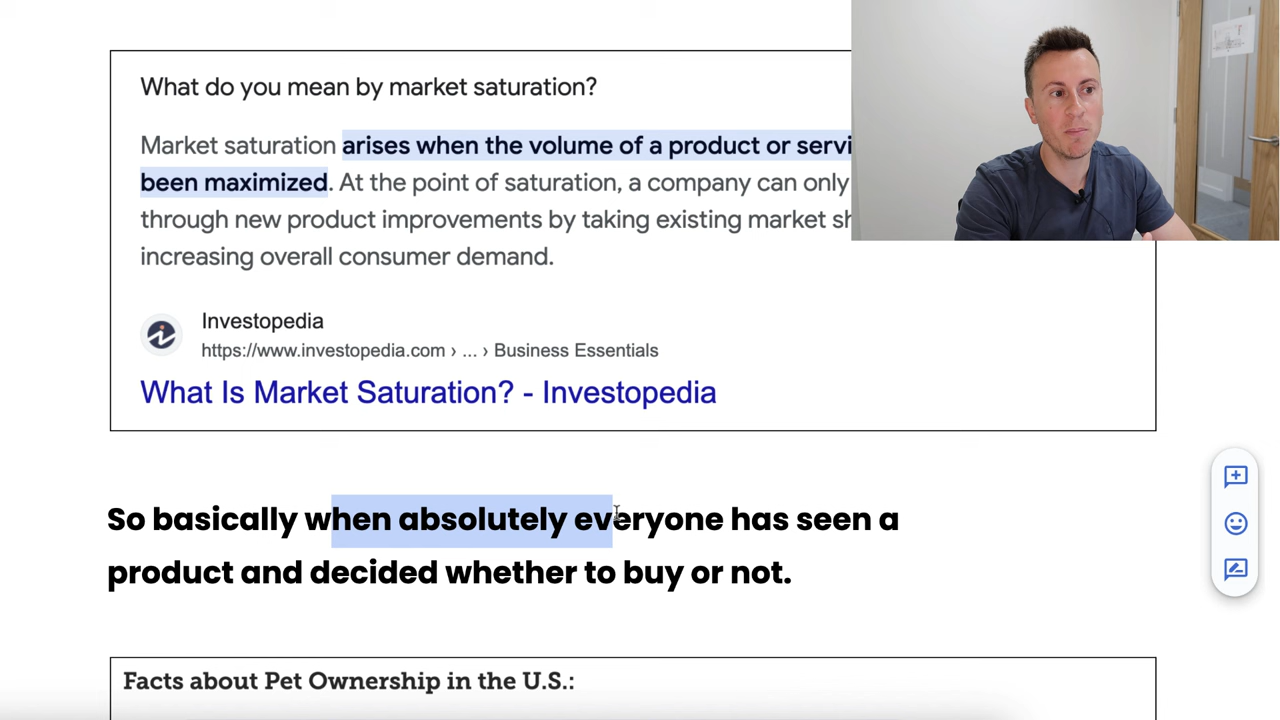 What do you mean by market saturation?
Market saturation arises when the volume of a product or servi
been maximized. At the point of saturation, a company can only
through new product improvements by taking existing market sh
increasing overall consumer demand.
Investopedia
https://www.investopedia.com › ... › Business Essentials
What Is Market Saturation? - Investopedia
So basically when absolutely everyone has seen a
product and decided whether to buy or not.
Facts about Pet Ownership in the U.S.: